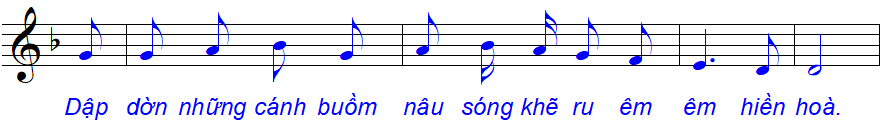 Dập dờn những cánh buồm nâu sóng khẽ ru êm êm hiền hoà.